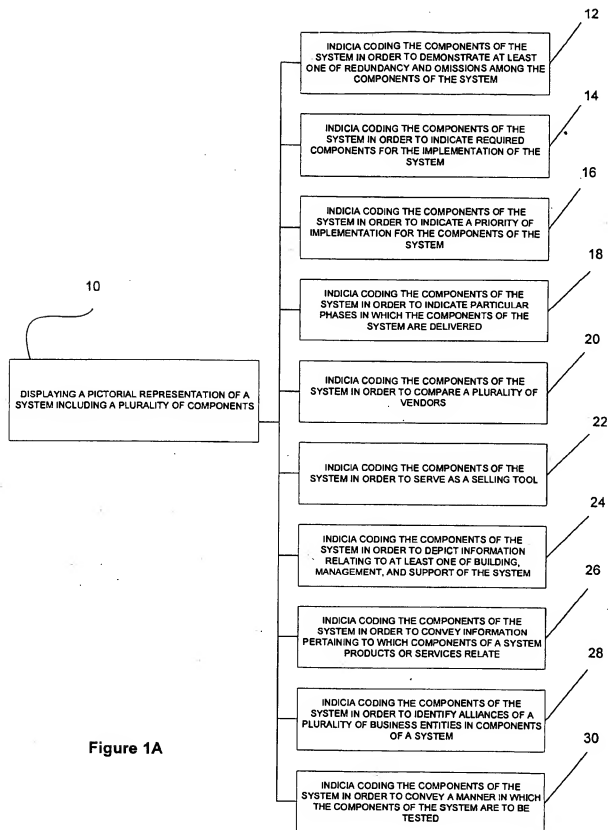 12
INDICIA CODING THE COMPONENTS OF THE
SYSTEM IN ORDER TO DEMONSTRATE AT LEAST
ONE OF REDUNDANCY AND OMISSIONS AMONG THE
COMPONENTS OF THE SYSTEM
14
INDICIA CODING THE COMPONENTS OF THE
SYSTEM IN ORDER TO INDICATE REQUIRED
COMPONENTS FOR THE IMPLEMENTATION OF THE
SYSTEM
16
INDICIA CODING THE COMPONENTS OF THE
SYSTEM IN ORDER TO INDICATE A PRIORITY OF
IMPLEMENTATION FOR THE COMPONENTS OF THE
SYSTEM
18
INDICIA CODING THE COMPONENTS OF THE
SYSTEM IN ORDER TO INDICATE PARTICULAR
PHASES IN WHICH THE COMPONENTS OF THE
SYSTEM ARE DELIVERED
10
DISPLAYING A PICTORIAL REPRESENTATION OF A
SYSTEM INCLUDING A PLURALITY OF COMPONENTS
20
INDICIA CODING THE COMPONENTS OF THE
SYSTEM IN ORDER TO COMPARE A PLURALITY OF
VENDORS
22
INDICIA CODING THE COMPONENTS OF THE
SYSTEM IN ORDER TO SERVE AS A SELLING TOOL
24
INDICIA CODING THE COMPONENTS OF THE
SYSTEM IN ORDER TO DEPICT INFORMATION
RELATING TO AT LEAST ONE OF BUILDING,
MANAGEMENT, AND SUPPORT OF THE SYSTEM
26
INDICIA CODING THE COMPONENTS OF THE
SYSTEM IN ORDER TO CONVEY INFORMATION
PERTAINING TO WHICH COMPONENTS OF A SYSTEM
PRODUCTS OR SERVICES RELATE
28
INDICIA CODING THE COMPONENTS OF THE
SYSTEM IN ORDER TO IDENTIFY ALLIANCES OF A
PLURALITY OF BUSINESS ENTITIES IN COMPONENTS
OF A SYSTEM
30
INDICIA CODING THE COMPONENTS OF THE
SYSTEM IN ORDER TO CONVEY A MANNER IN WHICH
THE COMPONENTS OF THE SYSTEM ARE TO BE
TESTED
Figure 1A